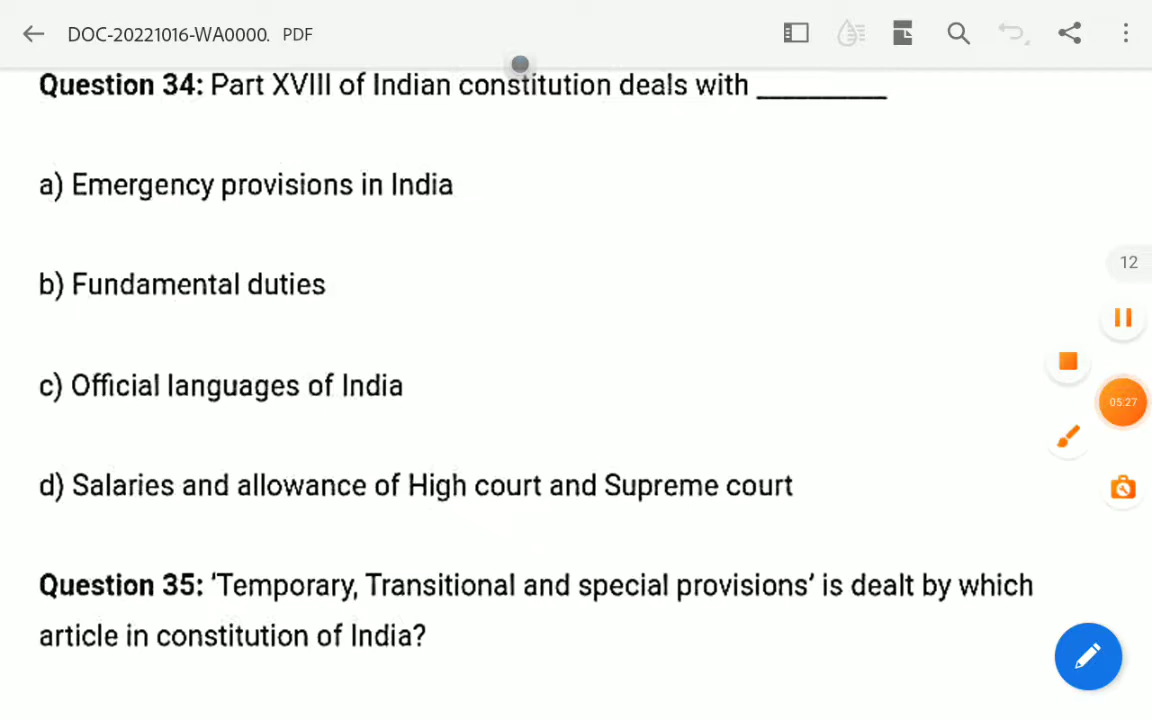 DOC-20221016-WA0000. PDF
Question 34: Part XVIII of Indian constitution deals with __________
a) Emergency provisions in India
12
b) Fundamental duties
c) Official languages of India
05:27
d) Salaries and allowance of High court and Supreme court
Question 35: ‘Temporary, Transitional and special provisions’ is dealt by which
article in constitution of India?